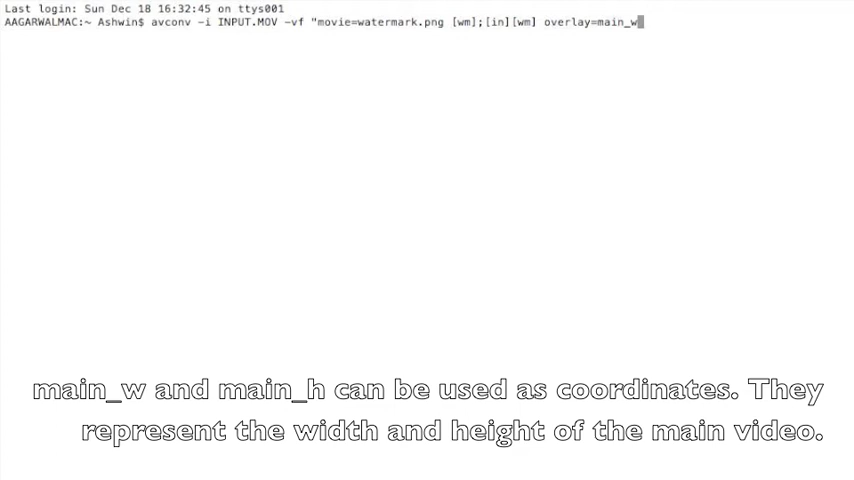 Last login: Sun Dec 18 16:32:45 on ttys001
AAGARWALMAC:~ Ashwin$ avconv -i INPUT.MOV -vf "movie=watermark.png [wm];[in][wm] overlay=main_w
main_w and main_h can be used as coordinates. They
represent the width and height of the main video.